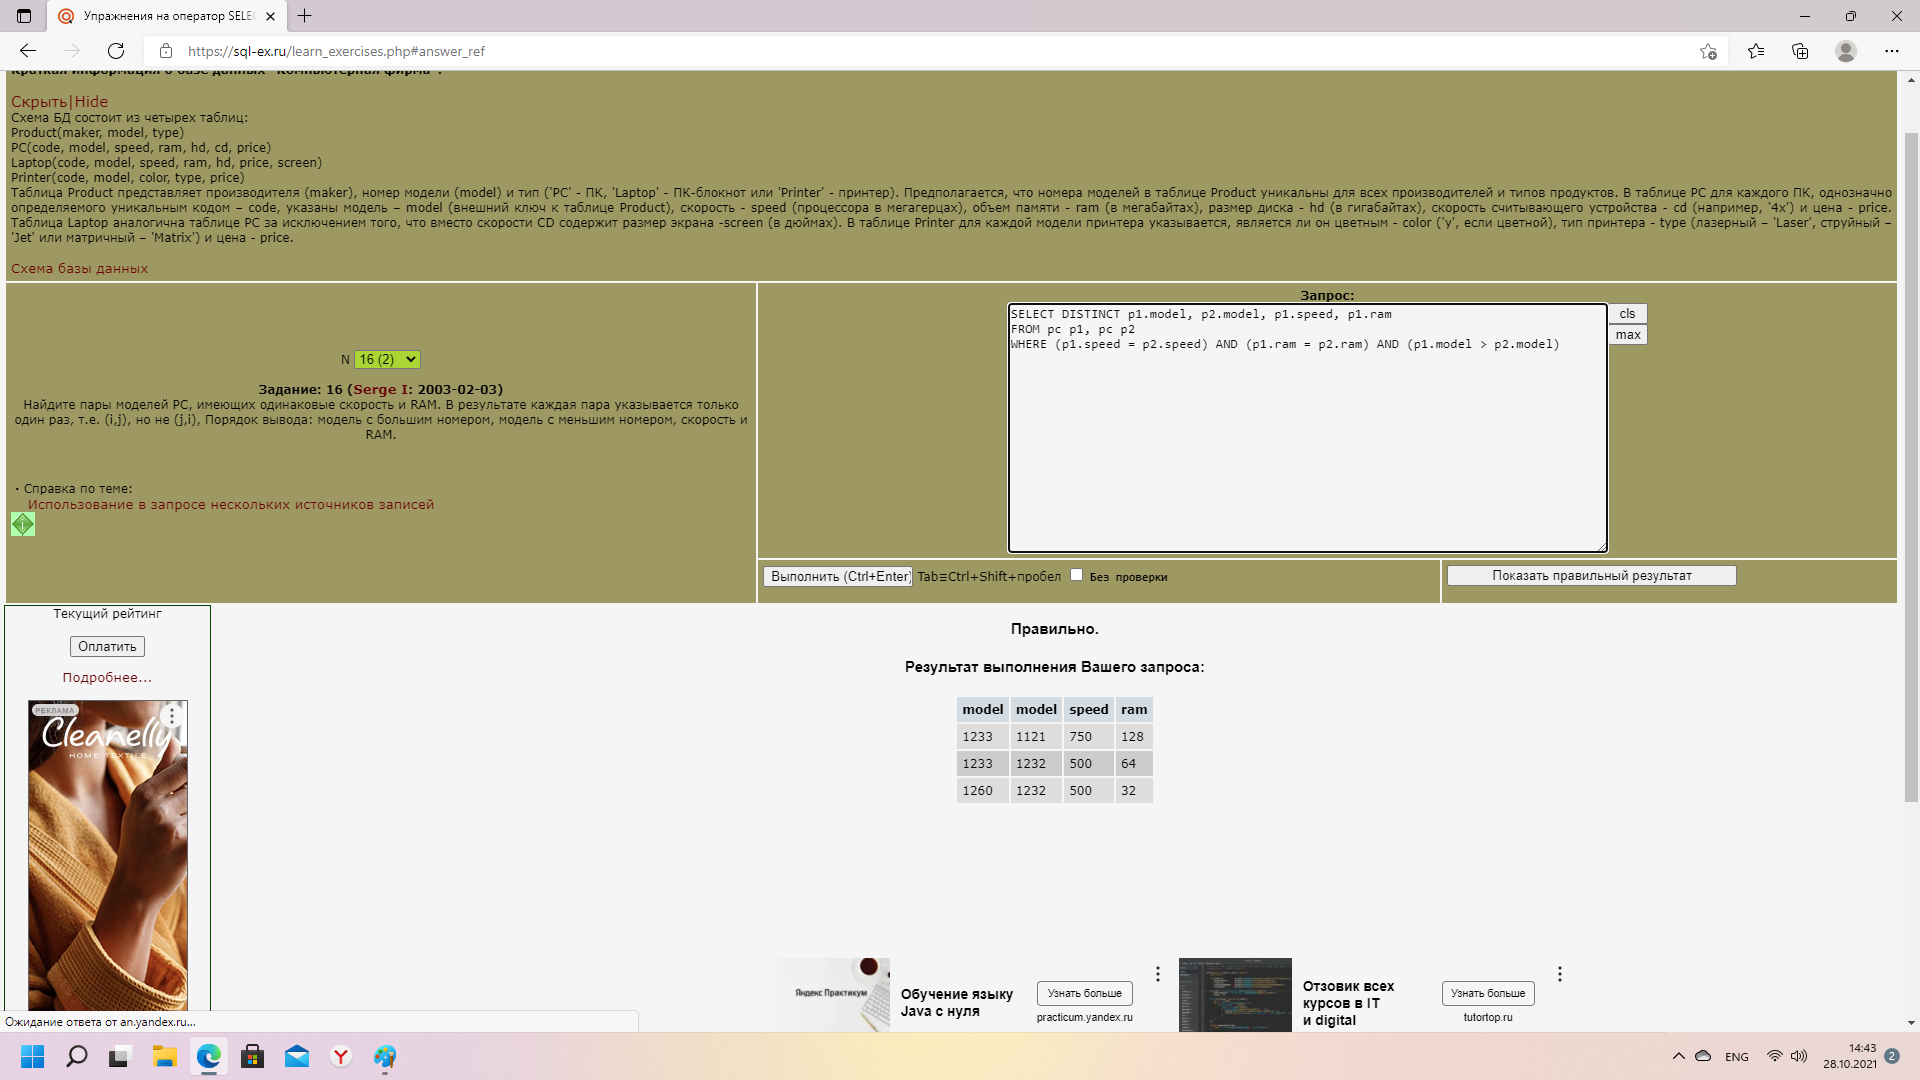 Упражнения на оператор SELEC
https://sql-ex.ru/learn_exercises.php#answer_ref
Краткая информация о базе данных "Компьютерная фирма":
Скрыть|Hide
Схема БД состоит из четырех таблиц:
Product(maker, model, type)
PC(code, model, speed, ram, hd, cd, price)
Laptop(code, model, speed, ram, hd, price, screen)
Printer(code, model, color, type, price)
Таблица Product представляет производителя (maker), номер модели (model) и тип ('PC' - ПК, 'Laptop' - ПК-блокнот или 'Printer' - принтер). Предполагается, что номера моделей в таблице Product уникальны для всех производителей и типов продуктов. В таблице PC для каждого ПК, однозначно
определяемого уникальным кодом – code, указаны модель – model (внешний ключ к таблице Product), скорость - speed (процессора в мегагерцах), объем памяти - ram (в мегабайтах), размер диска - hd (в гигабайтах), скорость считывающего устройства - cd (например, '4x') и цена - price.
Таблица Laptop аналогична таблице РС за исключением того, что вместо скорости CD содержит размер экрана -screen (в дюймах). В таблице Printer для каждой модели принтера указывается, является ли он цветным - color ('y', если цветной), тип принтера - type (лазерный – 'Laser', струйный –
'Jet' или матричный – 'Matrix') и цена - price.
Схема базы данных
N 16 (2)
Задание: 16 (Serge I: 2003-02-03)
Найдите пары моделей PC, имеющих одинаковые скорость и RAM. В результате каждая пара указывается только
один раз, т.е. (i,j), но не (j,i), Порядок вывода: модель с большим номером, модель с меньшим номером, скорость и
RAM.
· Справка по теме:
Использование в запросе нескольких источников записей
Запрос:
SELECT DISTINCT p1.model, p2.model, p1.speed, p1.ram
FROM pc p1, pc p2
WHERE (p1.speed = p2.speed) AND (p1.ram = p2.ram) AND (p1.model > p2.model)
cls
max
Выполнить (Ctrl+Enter) Tab≡Ctrl+Shift+пробел Без проверки
Показать правильный результат
Текущий рейтинг
Оплатить
Подробнее...
РЕКЛАМА
Cleanelly
HOME TEXTILE
Правильно.
Результат выполнения Вашего запроса:
model model speed ram
1233 1121 750 128
1233 1232 500 64
1260 1232 500 32
Яндекс Практикум
Обучение языку
Java с нуля
Узнать больше
practicum.yandex.ru
Отзовик всех
курсов в IT
и digital
Узнать больше
tutortop.ru
Ожидание ответа от an.yandex.ru...
ENG
14:43
28.10.2021
2